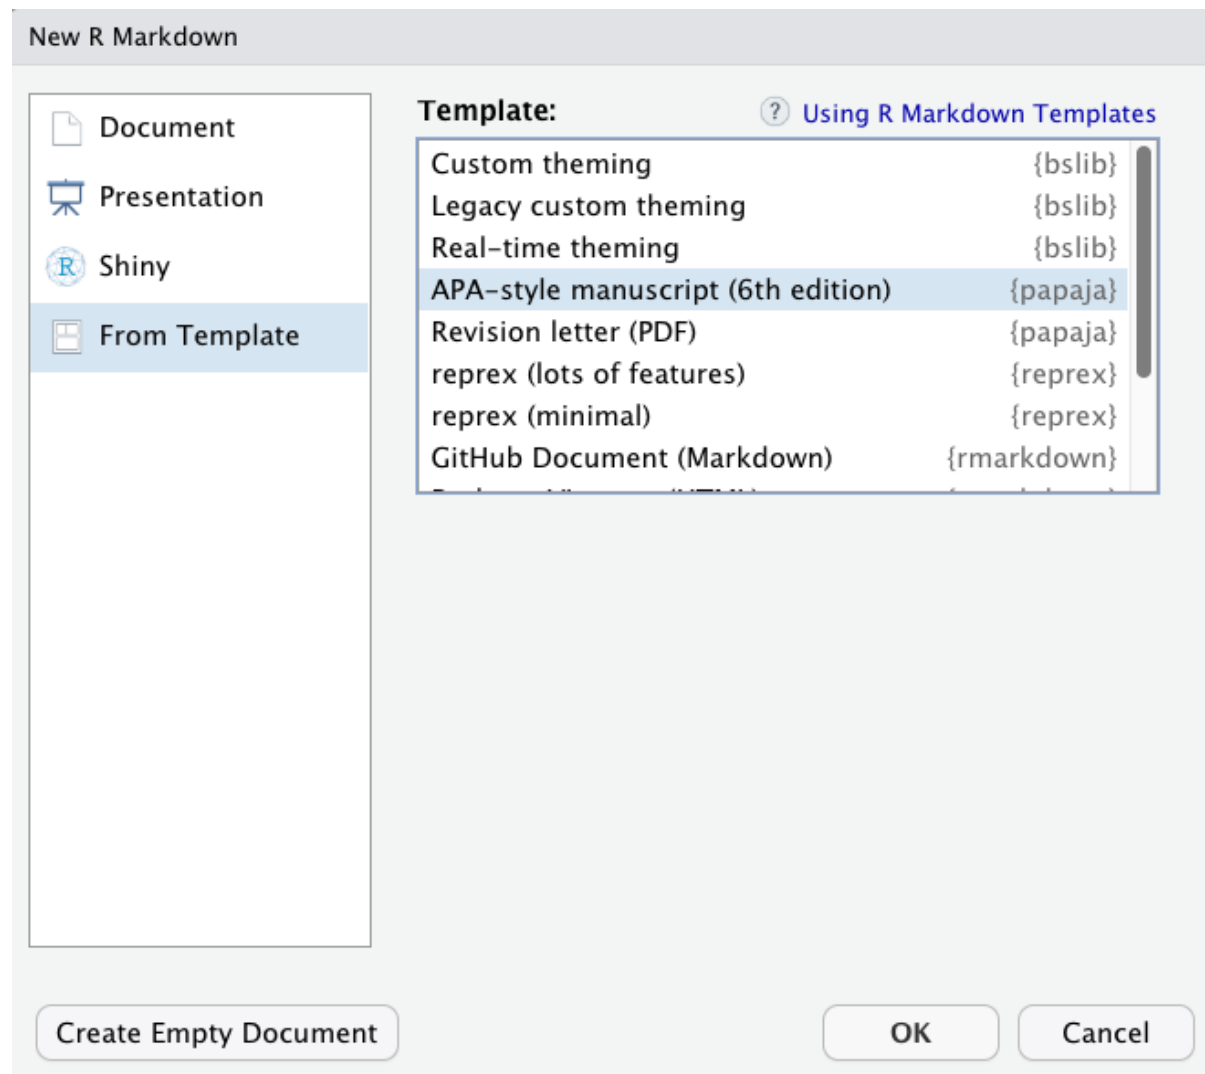 New R Markdown
Document
Presentation
R Shiny
From Template
Template: ? Using R Markdown Templates
Custom theming {bslib}
Legacy custom theming {bslib}
Real-time theming {bslib}
APA-style manuscript (6th edition) {papaja}
Revision letter (PDF) {papaja}
reprex (lots of features) {reprex}
reprex (minimal) {reprex}
GitHub Document (Markdown) {rmarkdown}
Create Empty Document OK Cancel